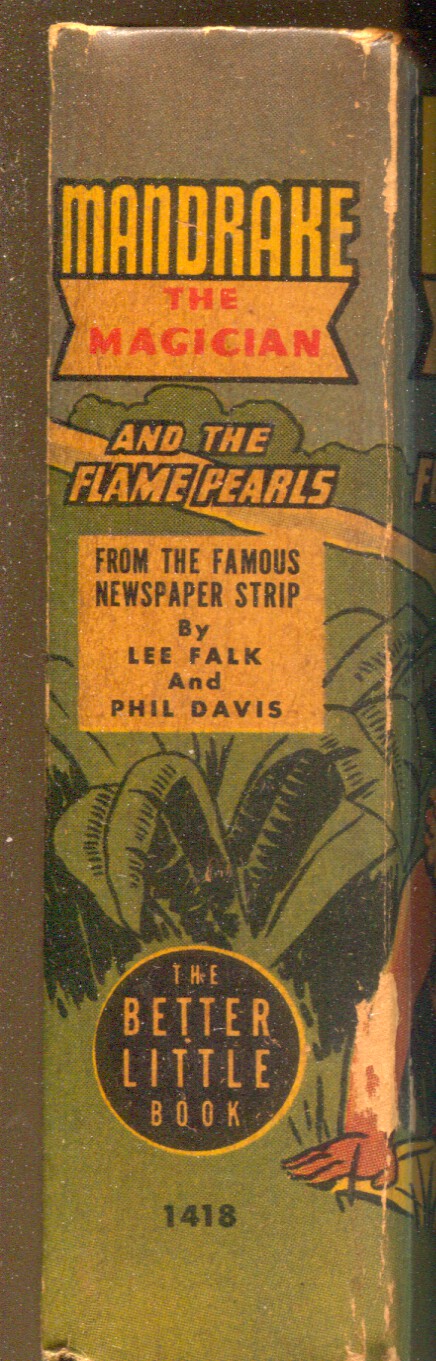 MANDRAKE
THE
MAGICIAN
AND THE
FLAME PEARLS
FROM THE FAMOUS
NEWSPAPER STRIP
By
LEE FALK
And
PHIL DAVIS
THE
BETTER
LITTLE
BOOK
1418